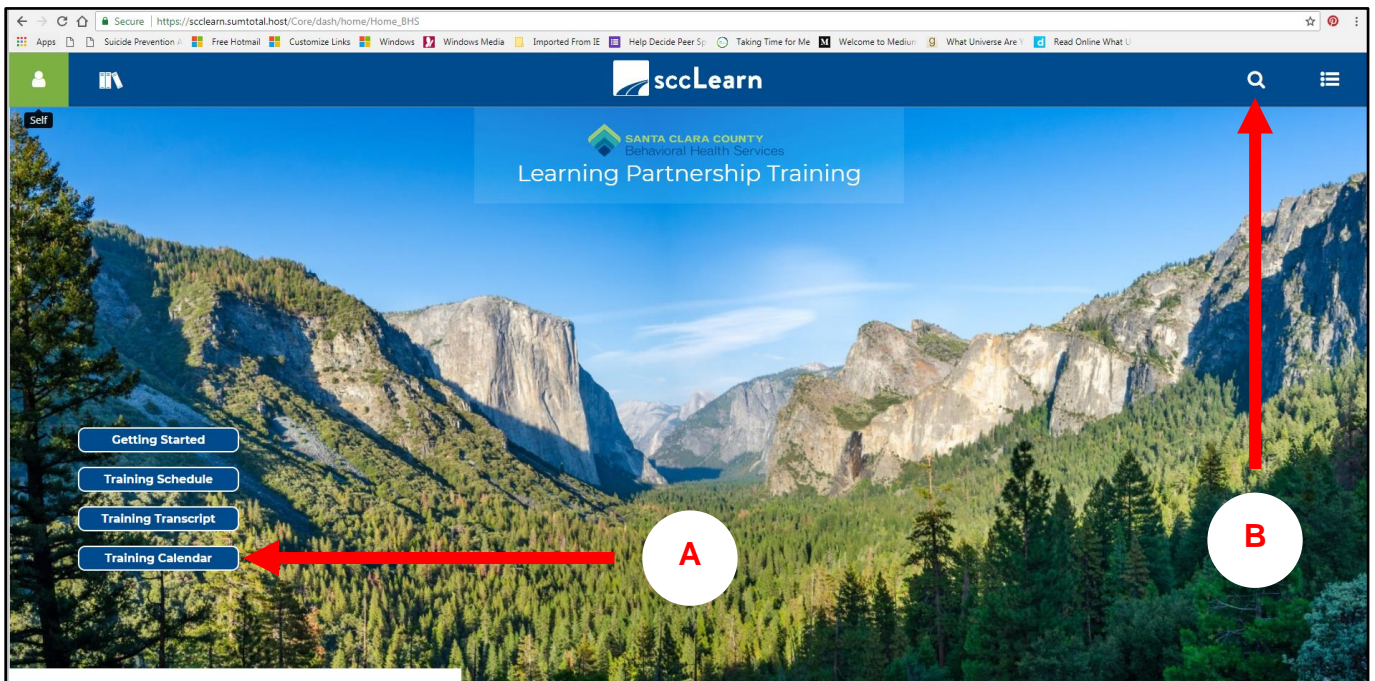 Secure | https://scclearn.sumtotal.host/Core/dash/home/Home_BHS
Apps Suicide Prevention Free Hotmail Customize Links Windows Windows Media Imported From IE Help Decide Peer Sp Taking Time for Me Welcome to Medium What Universe Are Read Online What U
sccLearn
Self
SANTA CLARA COUNTY
Behavioral Health Services
Learning Partnership Training
Getting Started
Training Schedule
Training Transcript
Training Calendar
A
B